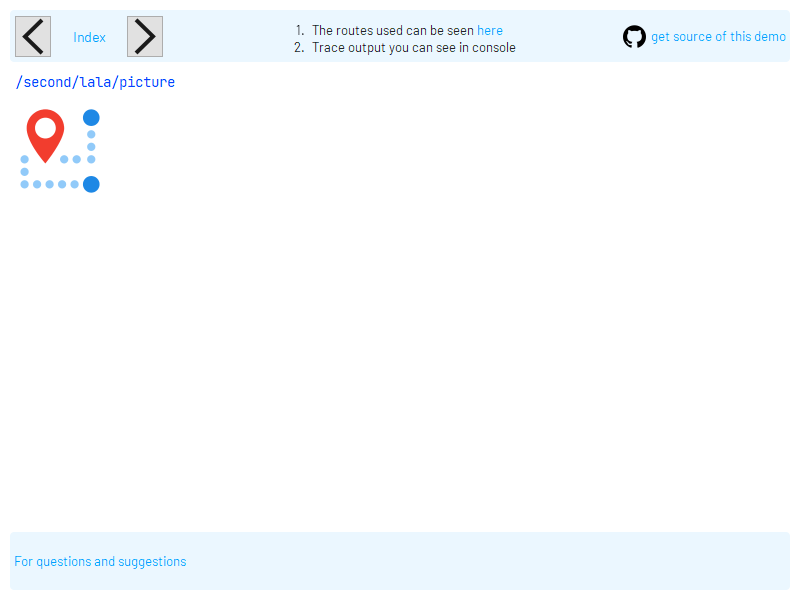 Index
1. The routes used can be seen here
2. Trace output you can see in console
get source of this demo
/second/lala/picture
For questions and suggestions